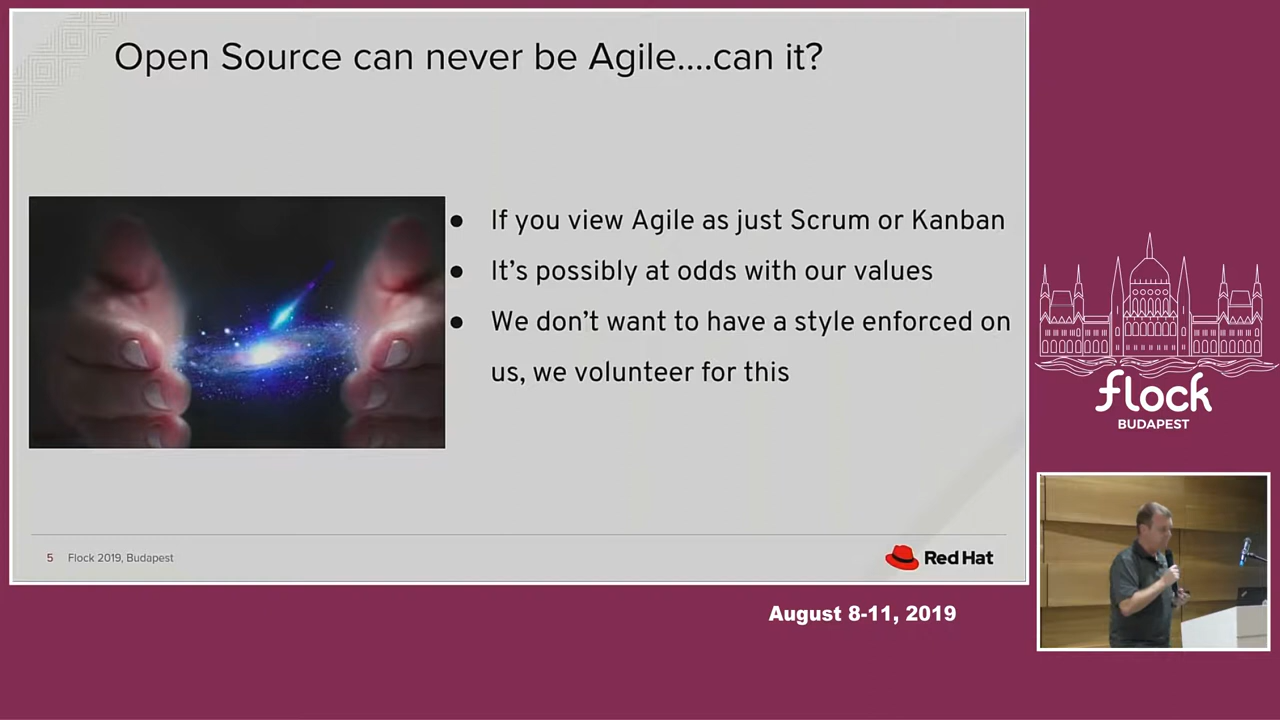 Open Source can never be Agile....can it?
● If you view Agile as just Scrum or Kanban
● It's possibly at odds with our values
● We don't want to have a style enforced on
us, we volunteer for this
5 Flock 2019, Budapest
Red Hat
flock
BUDAPEST
August 8-11, 2019